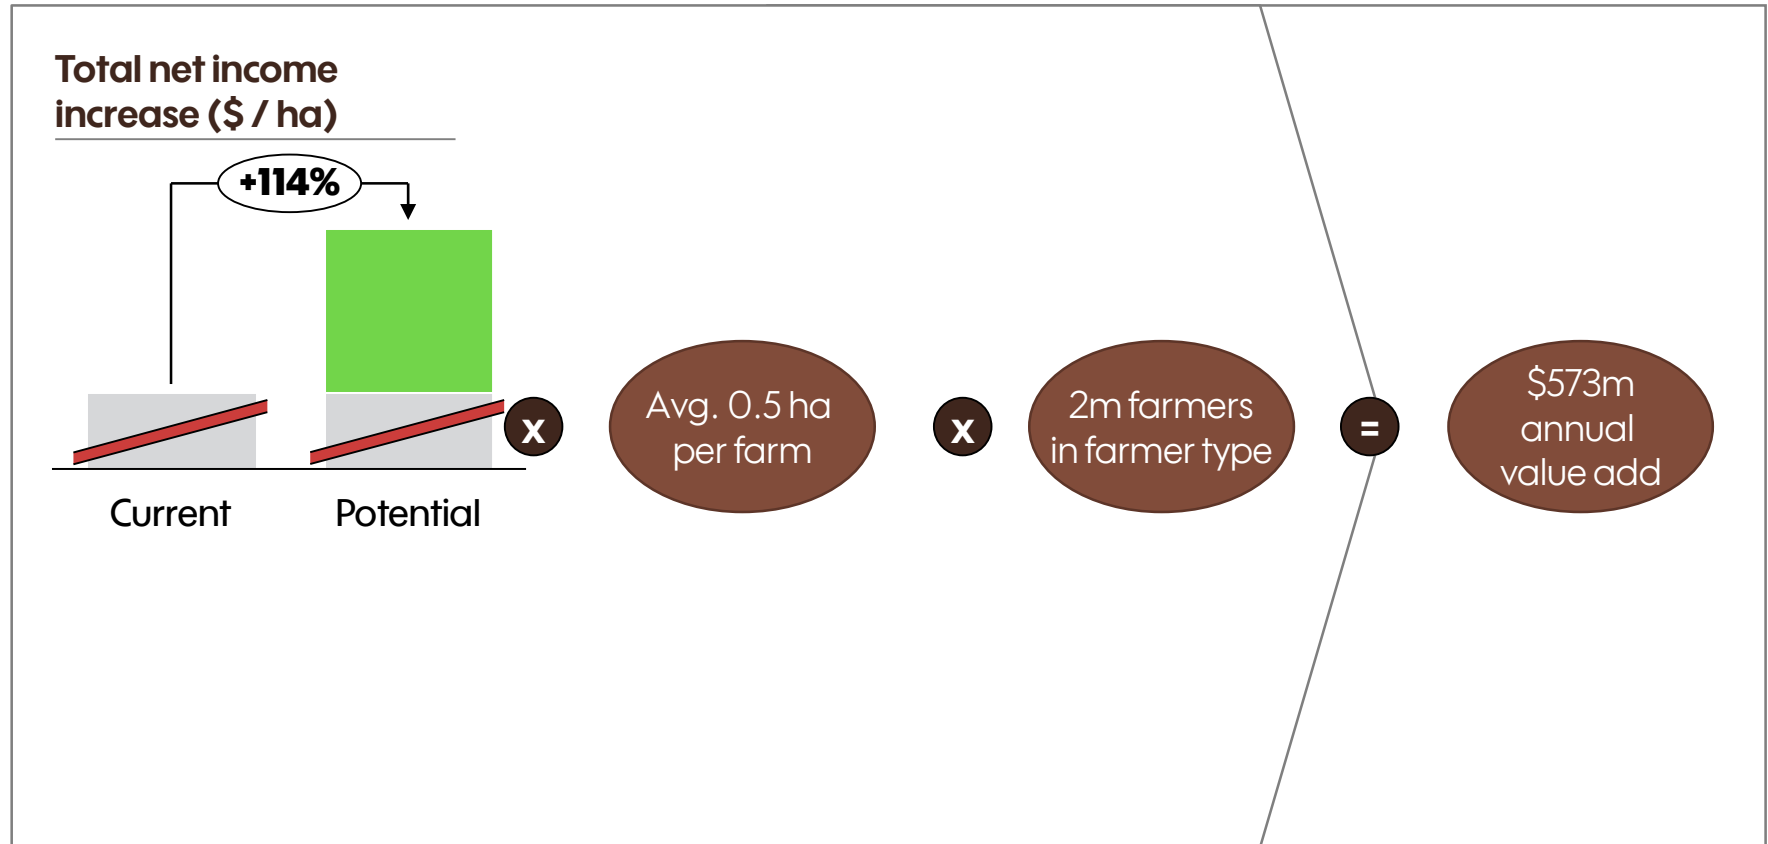 Total net income
increase ($ / ha)
+114%
Current
Potential
x
Avg. 0.5 ha
per farm
x
2m farmers
in farmer type
=
$573m
annual
value add